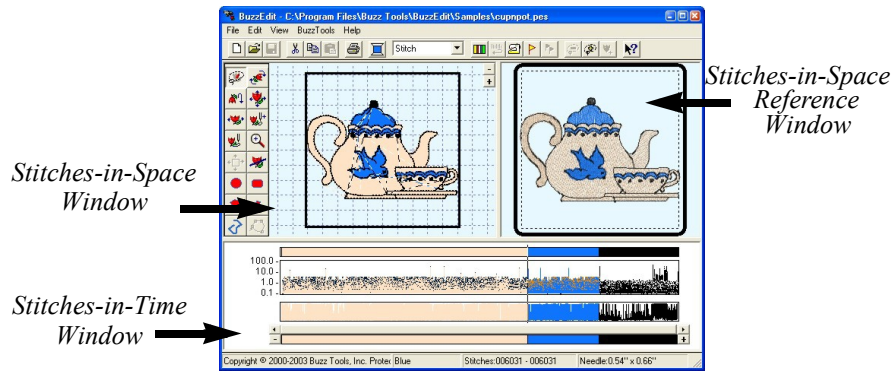 BuzzEdit - C:\Program Files\Buzz Tools\BuzzEdit\Samples\cupnpot.pes
File Edit View BuzzTools Help
Stitch
Stitches-in-Space
Reference
Window
Stitches-in-Space
Window
100.0
10.0
1.0
0.1
Stitches-in-Time
Window
Copyright © 2000-2003 Buzz Tools, Inc. Protec Blue Stitches:006031 - 006031 Needle:0.54" x 0.66"